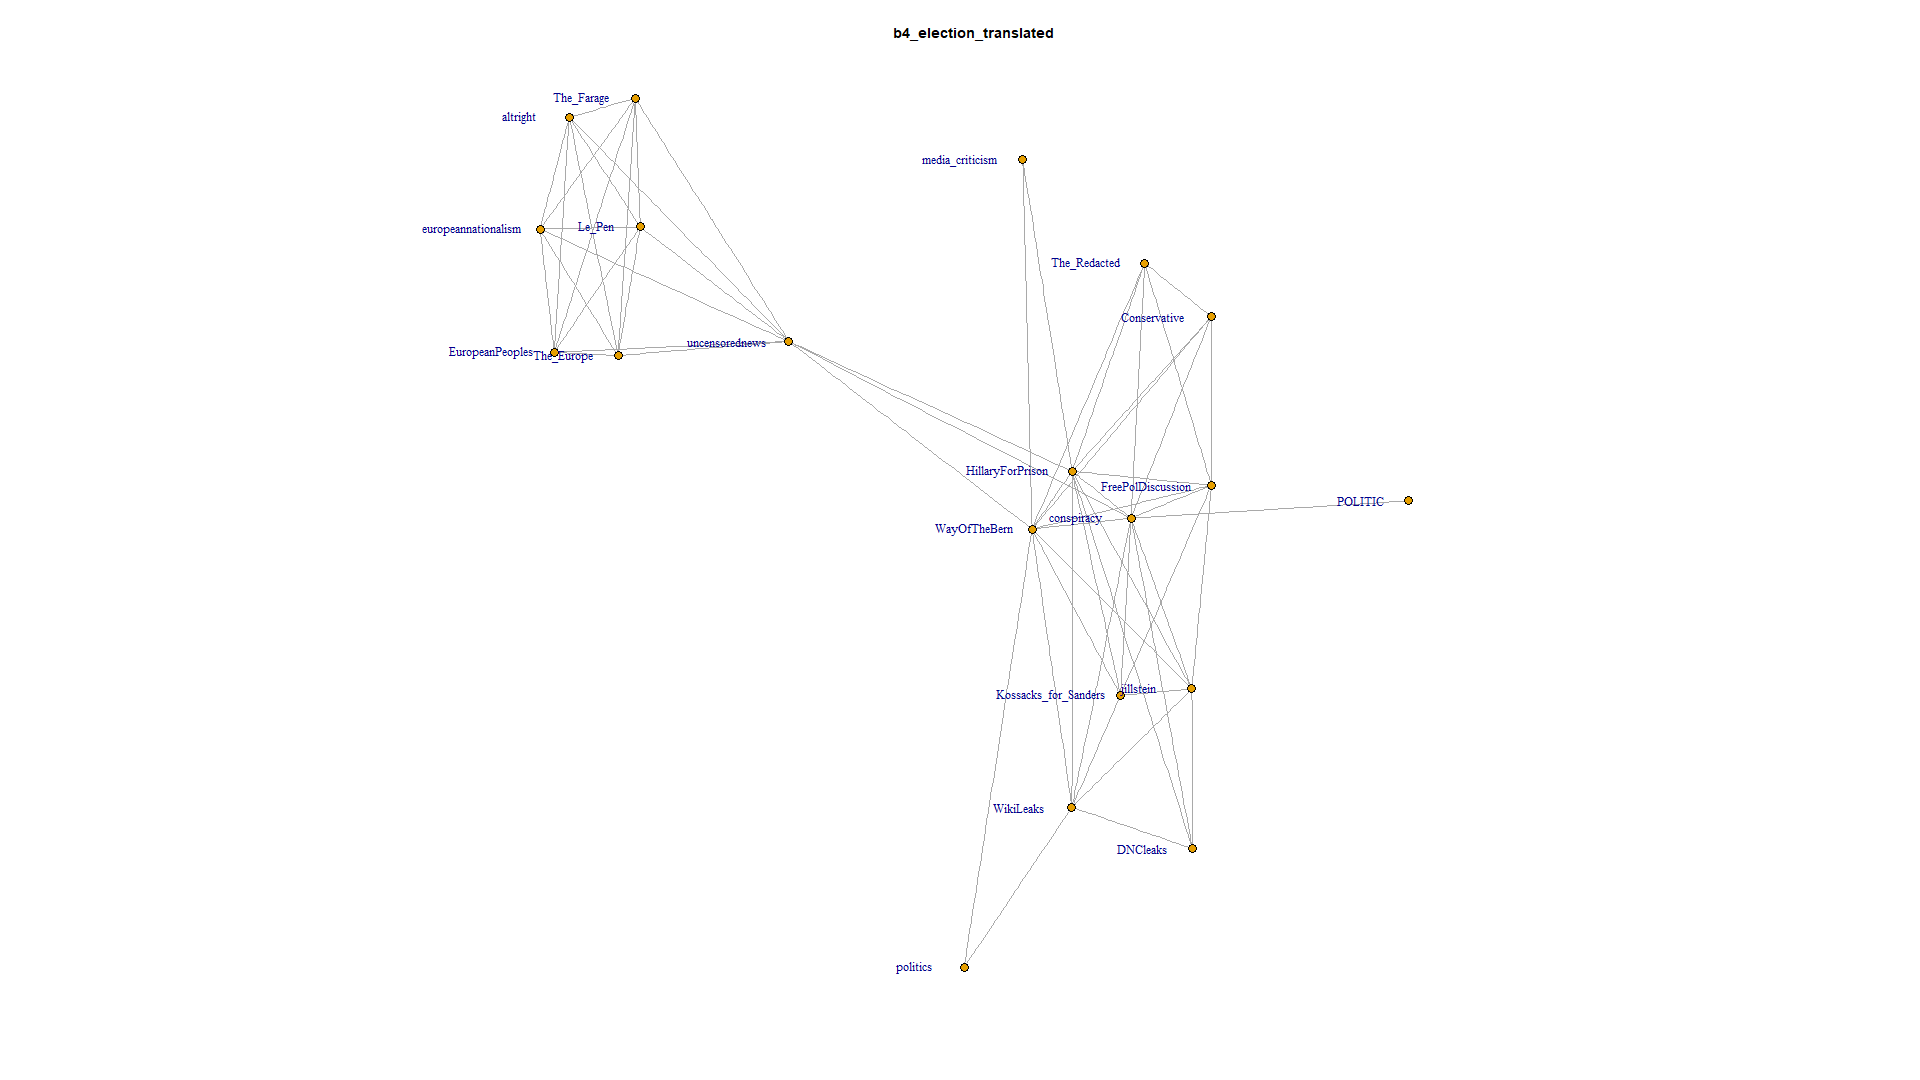 b4_election_translated
The_Farage
altright
media_criticism
europeannationalism
Le_Pen
The_Redacted
Conservative
uncensorednews
EuropeanPeoples
The_Europe
HillaryForPrison
FreePolDiscussion
POLITIC
conspiracy
WayOfTheBern
jillstein
Kossacks_for_Sanders
WikiLeaks
DNCleaks
politics